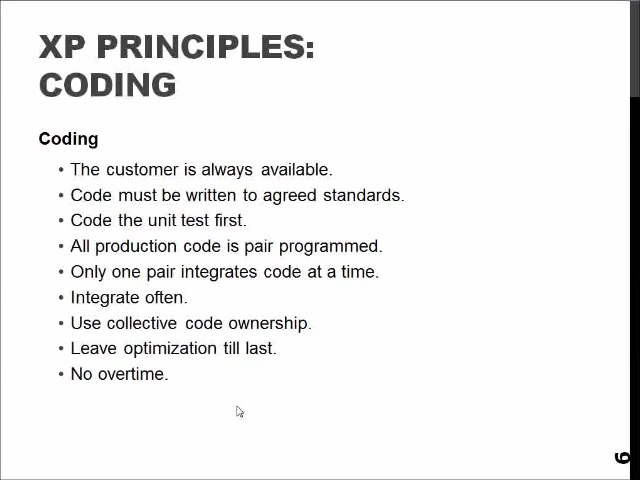 XP PRINCIPLES:
CODING
Coding
• The customer is always available.
• Code must be written to agreed standards.
• Code the unit test first.
• All production code is pair programmed.
• Only one pair integrates code at a time.
• Integrate often.
• Use collective code ownership.
• Leave optimization till last.
• No overtime.
6